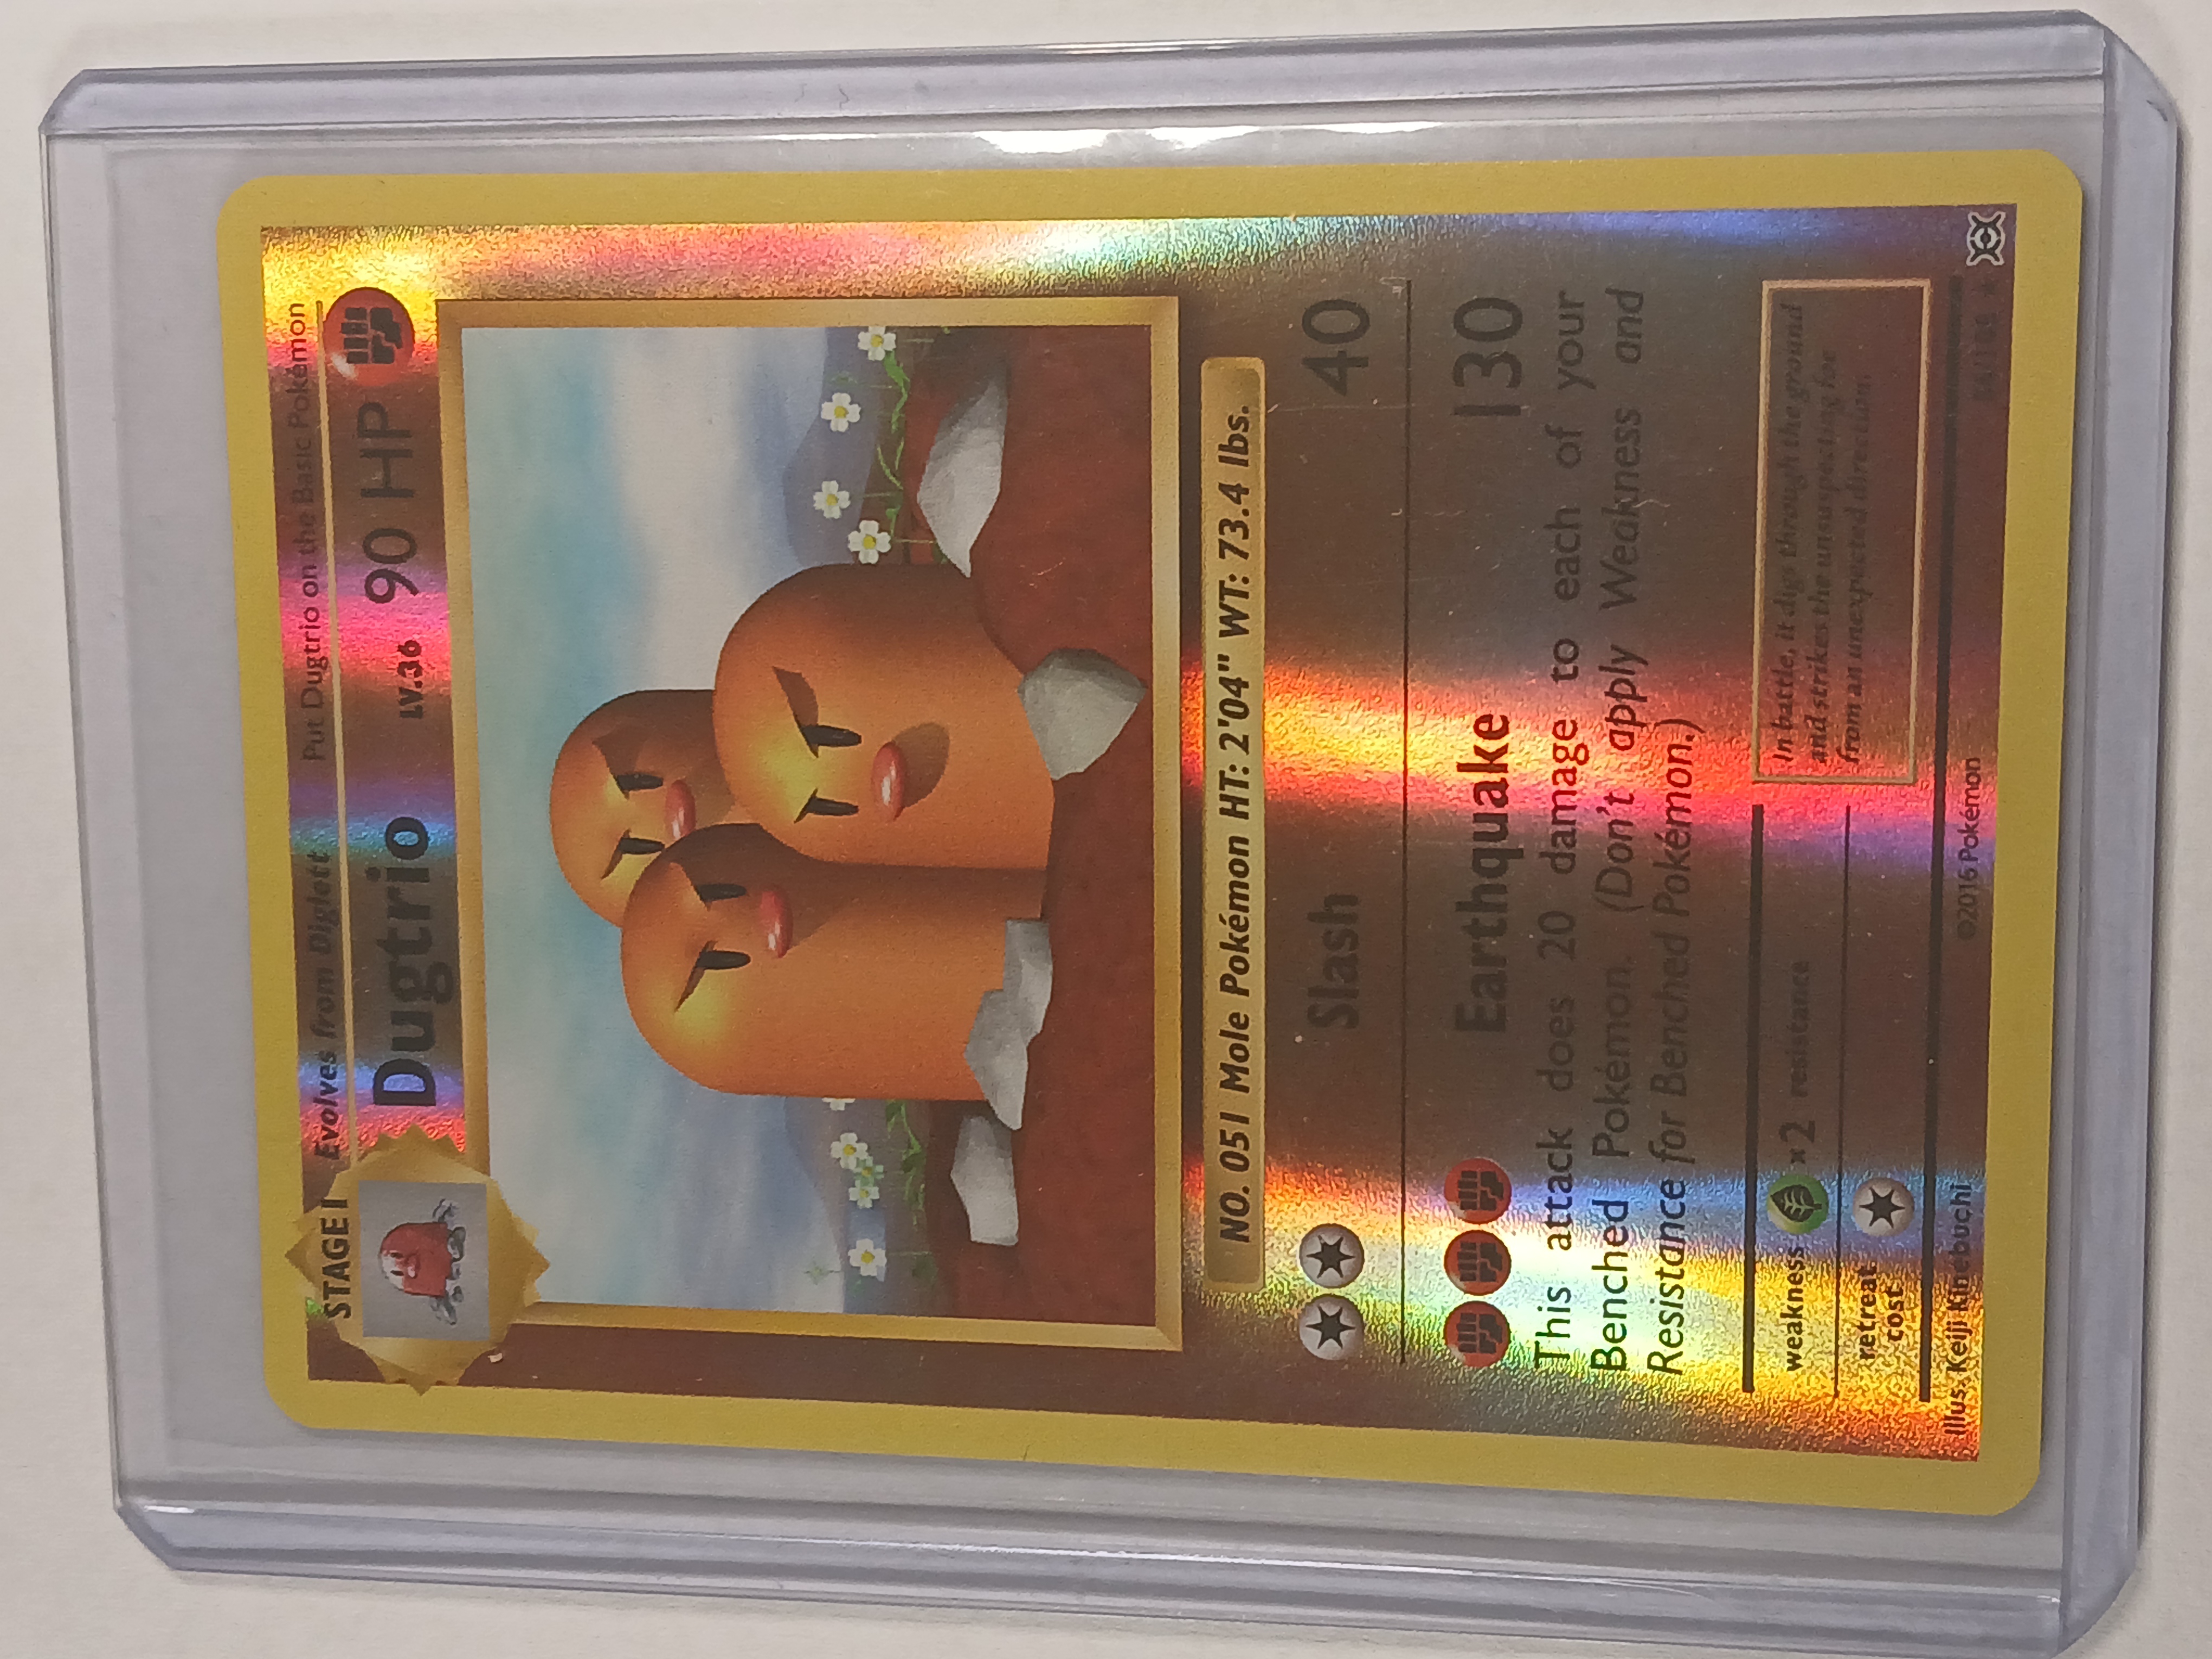 STAGE 1 Evolves from Diglett Put Dugtrio on the Basic Pokémon
Dugtrio LV.36 90 HP
NO. 051 Mole Pokémon HT: 2'04" WT: 73.4 lbs.
Slash 40
Earthquake 130
This attack does 20 damage to each of your
Benched Pokémon. (Don't apply Weakness and
Resistance for Benched Pokémon.)
weakness ×2 resistance
retreat
cost
In battle, it digs through the ground
and strikes the unsuspecting foe
from an unexpected direction.
Illus. Keiji Kinebuchi ©2016 Pokémon